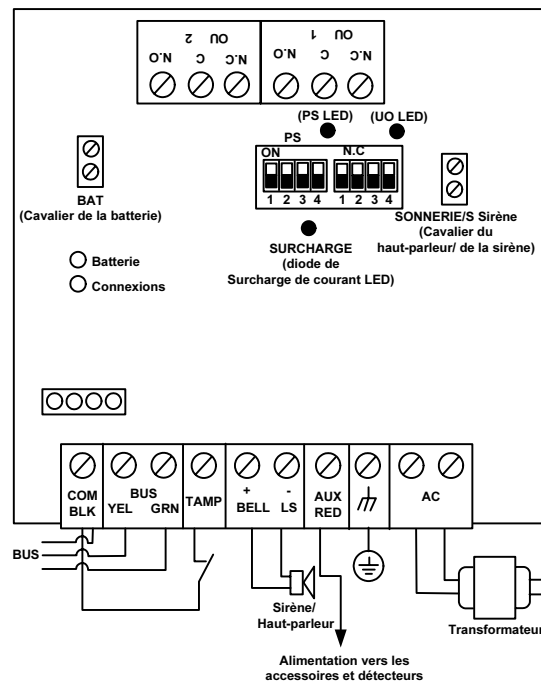 OU 2
OU 1
N.O C N.C
N.O C N.C
(PS LED)
(UO LED)
PS
ON
N.C
1 2 3 4
1 2 3 4
BAT
(Cavalier de la batterie)
SONNERIE/S Sirène
(Cavalier du
haut-parleur/ de la sirène)
SURCHARGE
(diode de
Surcharge de courant LED)
Batterie
Connexions
COM
BLK
BUS
YEL GRN
TAMP
+ -
BELL LS
AUX
RED
AC
BUS
Sirène/
Haut-parleur
Transformateur
Alimentation vers les
accessoires et détecteurs